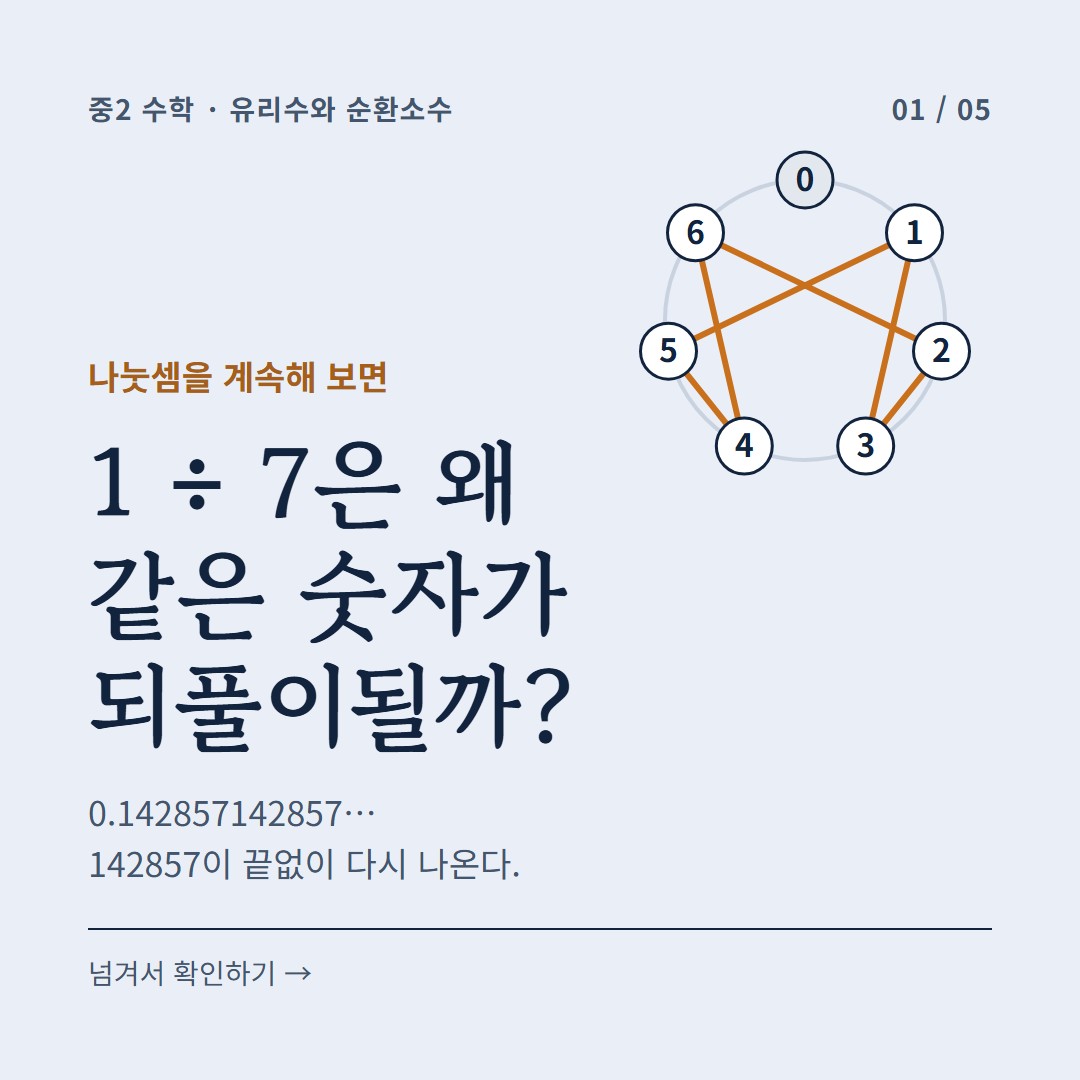 중2 수학 · 유리수와 순환소수
01 / 05
0
6
1
5
2
4
3
나눗셈을 계속해 보면
1 ÷ 7은 왜
같은 숫자가
되풀이될까?
0.142857142857⋯
142857이 끝없이 다시 나온다.
넘겨서 확인하기 →